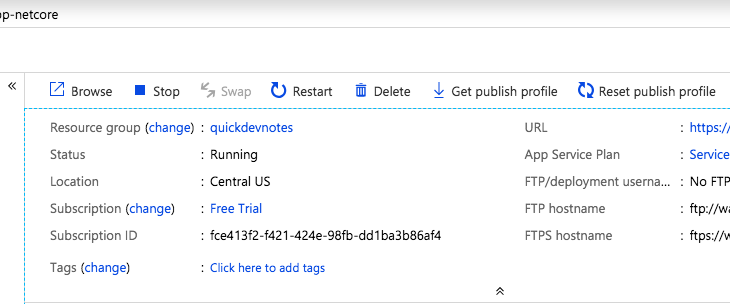 pp-netcore
« Browse Stop Swap Restart Delete Get publish profile Reset publish profile
Resource group (change) : quickdevnotes
Status : Running
Location : Central US
Subscription (change) : Free Trial
Subscription ID : fce413f2-f421-424e-98fb-dd1ba3b86af4
Tags (change) : Click here to add tags
URL : https://
App Service Plan : Service
FTP/deployment userna... : No FTP
FTP hostname : ftp://wa
FTPS hostname : ftps://w